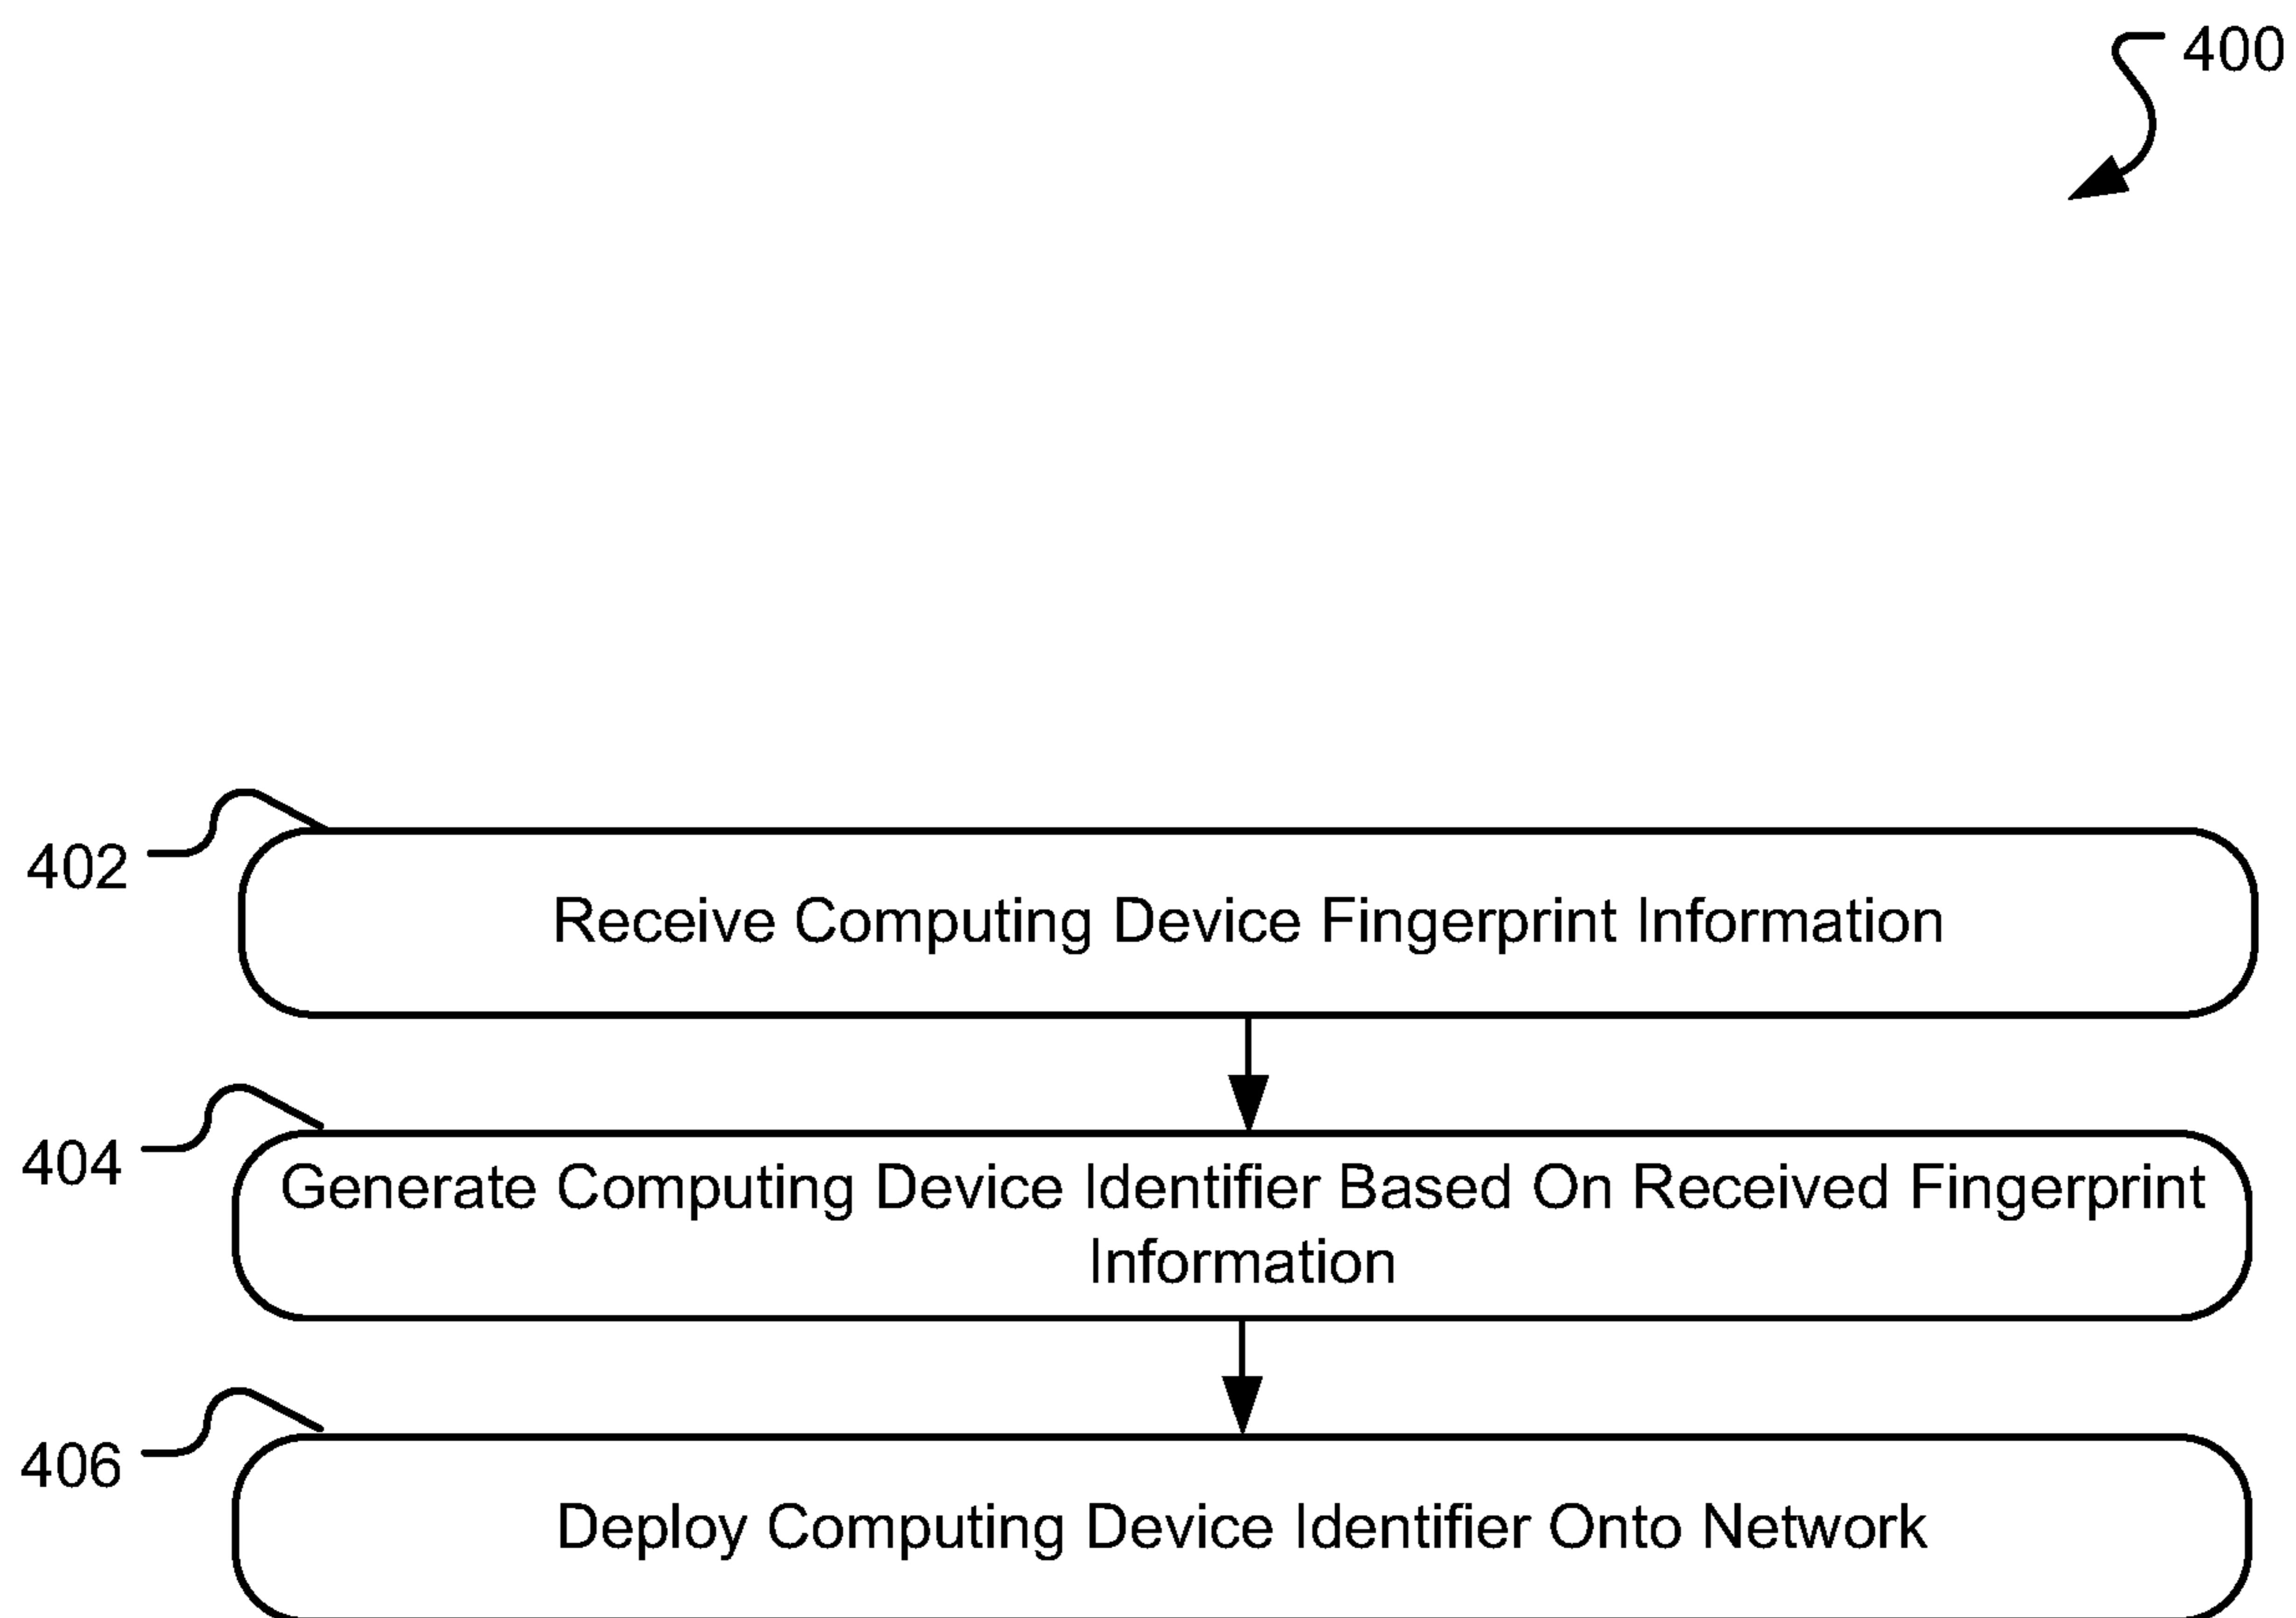 400
402
Receive Computing Device Fingerprint Information
404
Generate Computing Device Identifier Based On Received Fingerprint
Information
406
Deploy Computing Device Identifier Onto Network